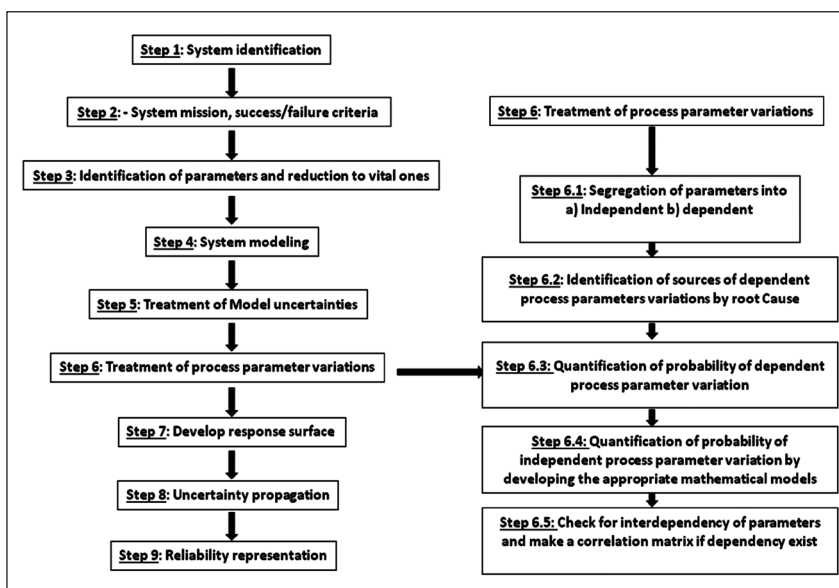 Step 1: System identification
Step 2: - System mission, success/failure criteria
Step 3: Identification of parameters and reduction to vital ones
Step 4: System modeling
Step 5: Treatment of Model uncertainties
Step 6: Treatment of process parameter variations
Step 7: Develop response surface
Step 8: Uncertainty propagation
Step 9: Reliability representation
Step 6: Treatment of process parameter variations
Step 6.1: Segregation of parameters into
a) Independent b) dependent
Step 6.2: Identification of sources of dependent
process parameters variations by root Cause
Step 6.3: Quantification of probability of dependent
process parameter variation
Step 6.4: Quantification of probability of
independent process parameter variation by
developing the appropriate mathematical models
Step 6.5: Check for interdependency of parameters
and make a correlation matrix if dependency exist